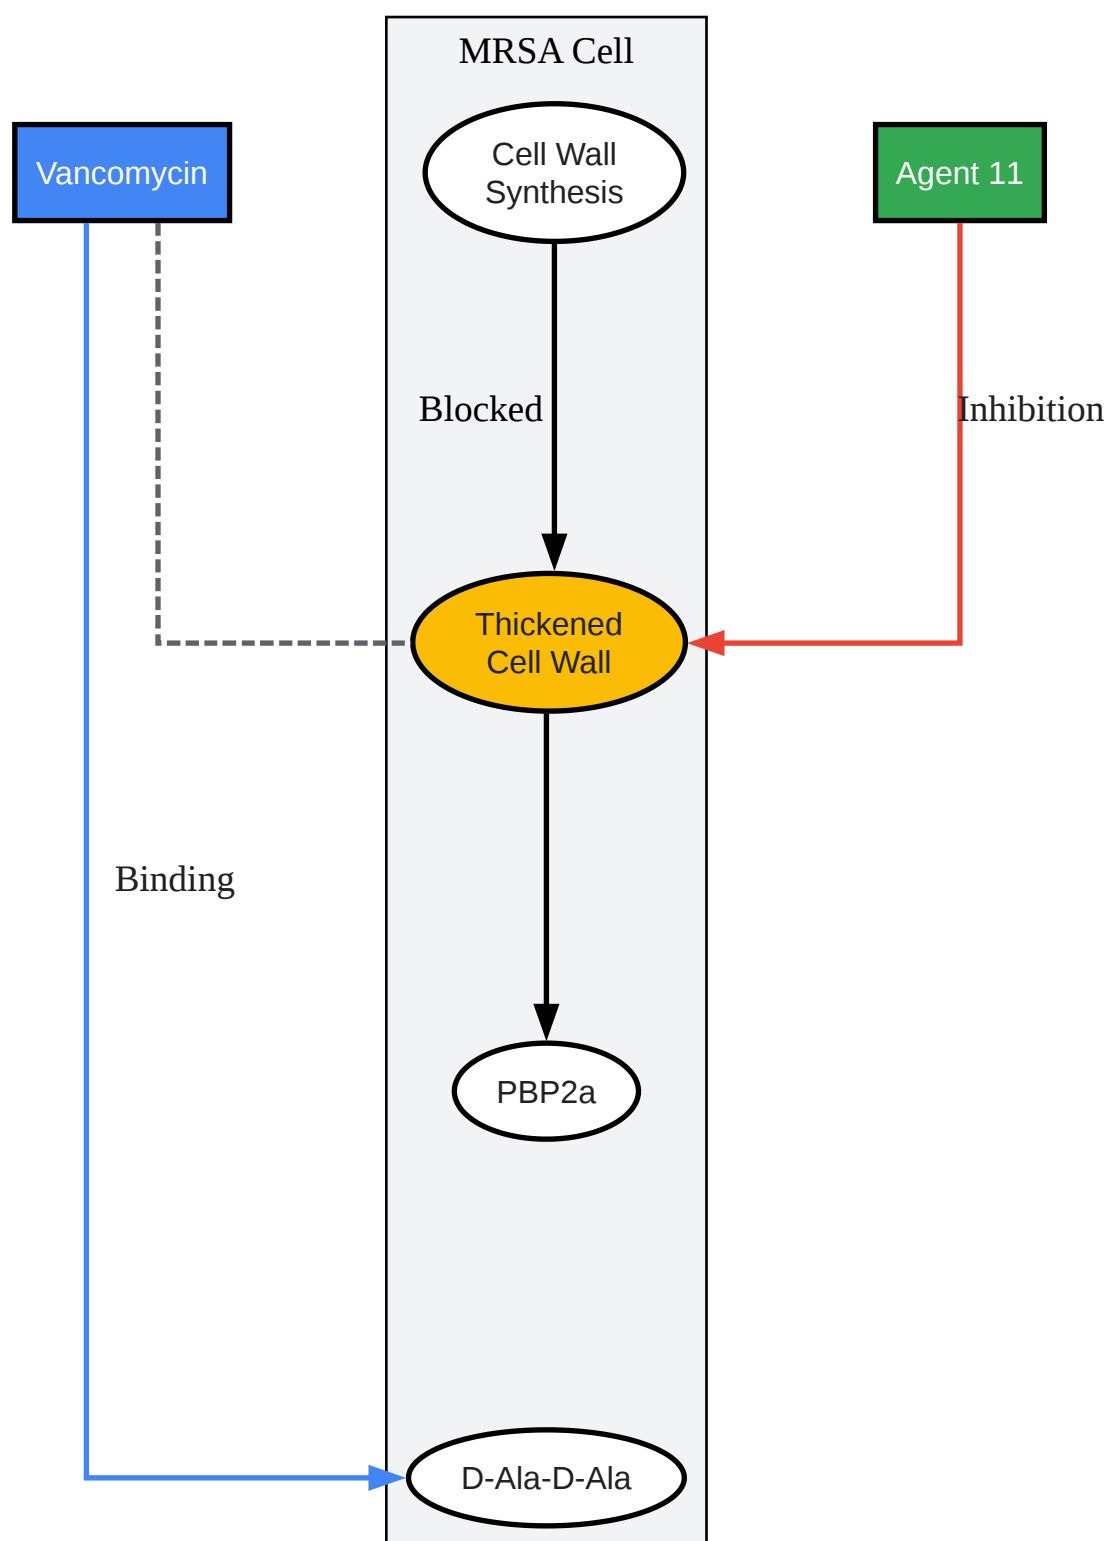 MRSA Cell
Vancomycin
Cell Wall
Synthesis
Agent 11
Blocked
Inhibition
Thickened
Cell Wall
Binding
PBP2a
D-Ala-D-Ala